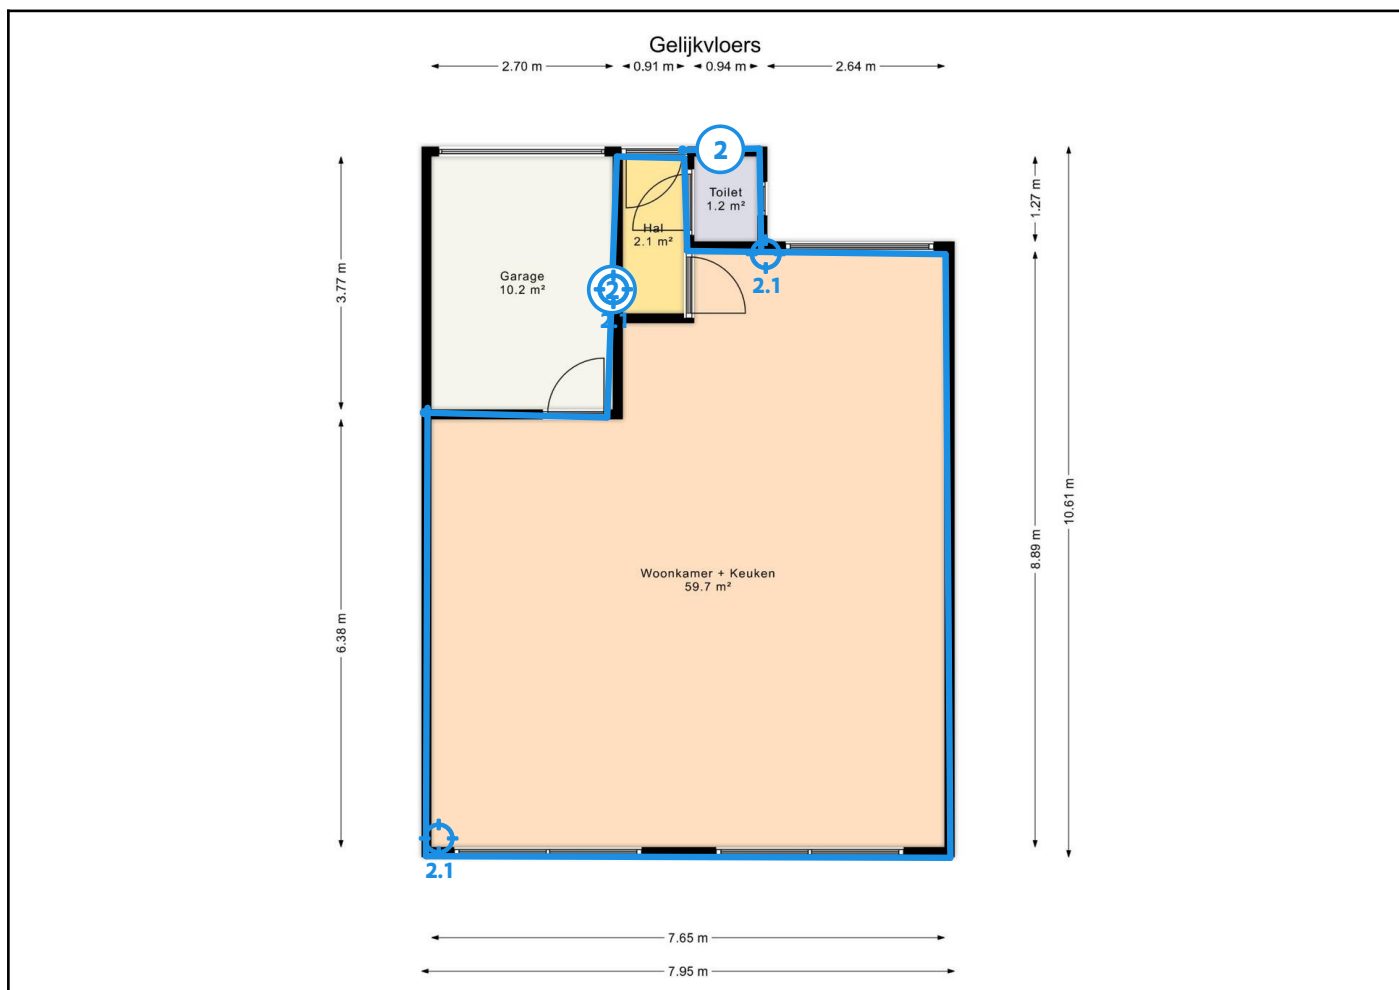 Gelijkvloers
2.70 m
0.91 m
0.94 m
2.64 m
2
Toilet
1.2 m²
1.27 m
Hal
2.1 m²
Garage
10.2 m²
3.77 m
2
2.1
2.1
10.61 m
8.89 m
Woonkamer + Keuken
59.7 m²
6.38 m
2.1
7.65 m
7.95 m